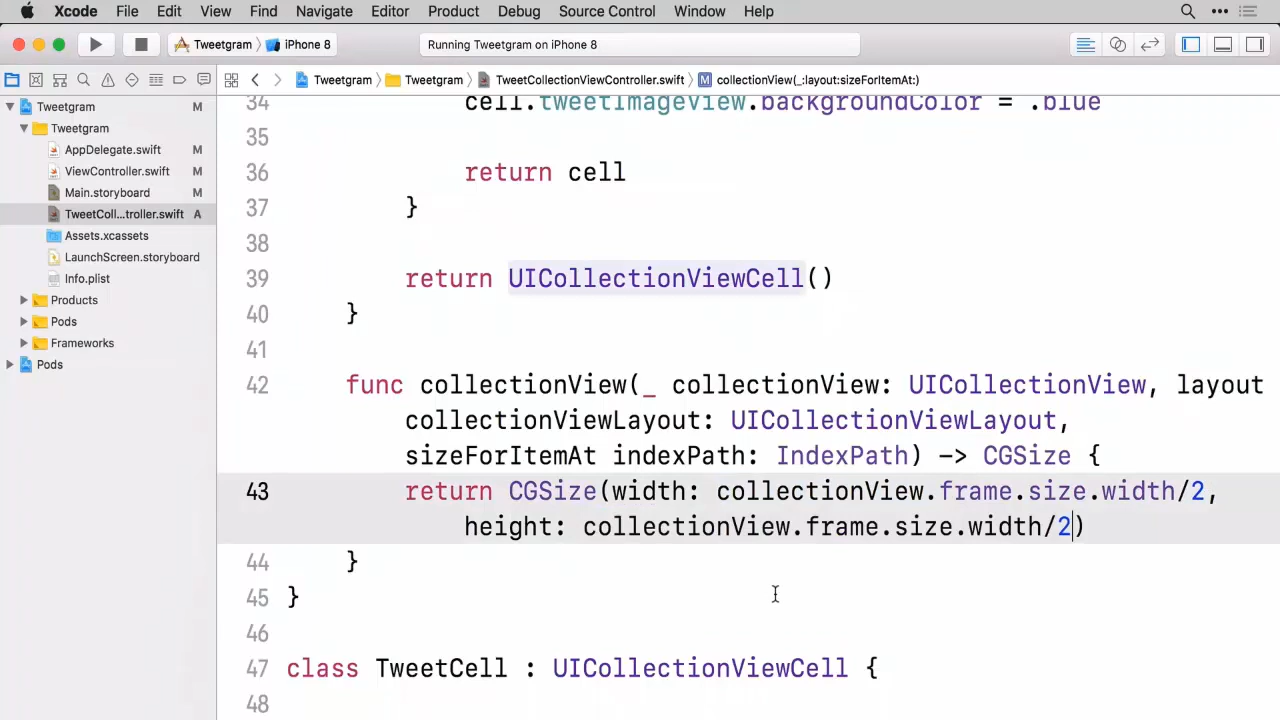 Xcode File Edit View Find Navigate Editor Product Debug Source Control Window Help
Tweetgram iPhone 8 Running Tweetgram on iPhone 8
Tweetgram Tweetgram TweetCollectionViewController.swift M collectionView(_:layout:sizeForItemAt:)
Tweetgram M
Tweetgram
AppDelegate.swift M
ViewController.swift M
Main.storyboard M
TweetColl...troller.swift A
Assets.xcassets
LaunchScreen.storyboard
Info.plist
Products
Pods
Frameworks
Pods
34 cell.tweetImageView.backgroundColor = .blue
35
36 return cell
37 }
38
39 return UICollectionViewCell()
40 }
41
42 func collectionView(_ collectionView: UICollectionView, layout
collectionViewLayout: UICollectionViewLayout,
sizeForItemAt indexPath: IndexPath) -> CGSize {
43 return CGSize(width: collectionView.frame.size.width/2,
height: collectionView.frame.size.width/2)
44 }
45 }
46
47 class TweetCell : UICollectionViewCell {
48